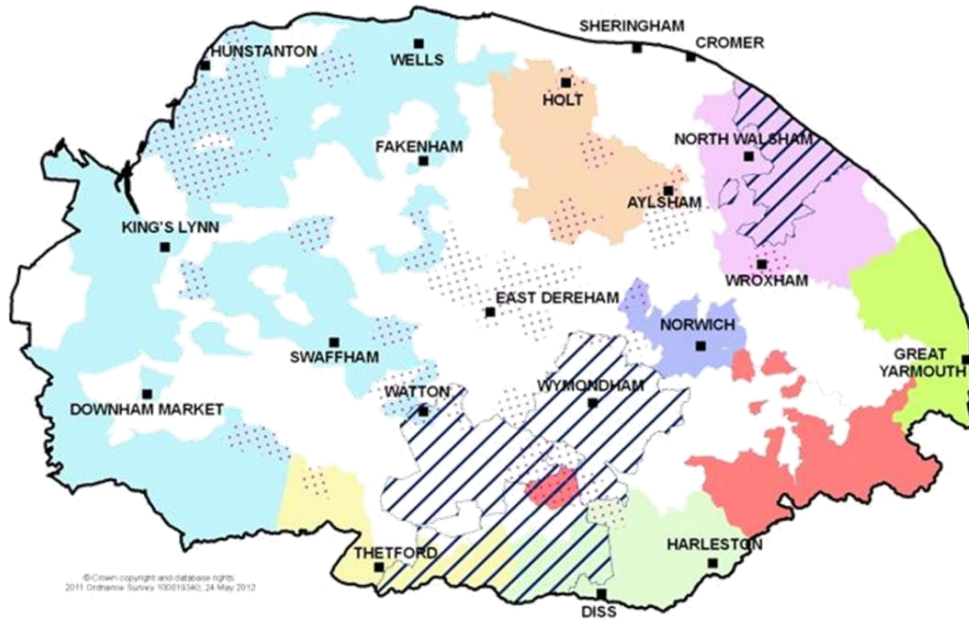 SHERINGHAM
CROMER
HUNSTANTON
WELLS
HOLT
NORTH WALSHAM
FAKENHAM
AYLSHAM
KING'S LYNN
WROXHAM
EAST DEREHAM
NORWICH
SWAFFHAM
GREAT
YARMOUTH
WATTON
WYMONDHAM
DOWNHAM MARKET
HARLESTON
THETFORD
© Crown copyright and database rights
2011 Ordnance Survey 100019340, 24 May 2012
DISS